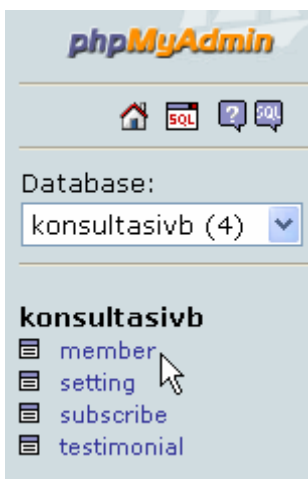 phpMyAdmin
SQL ? SQL
Database:
konsultasivb (4)
konsultasivb
member
setting
subscribe
testimonial